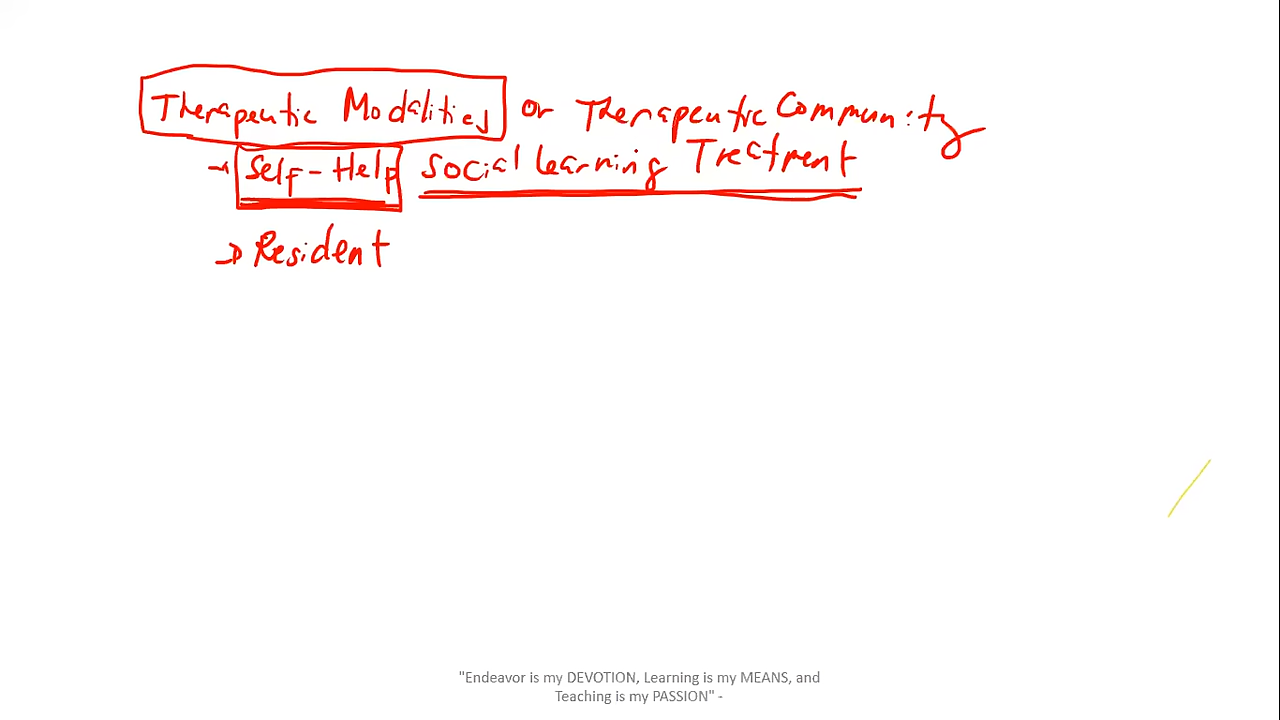 Therapeutic Modalities or Therapeutic Community
→ Self-Help Social Learning Treatment
→ Resident
"Endeavor is my DEVOTION, Learning is my MEANS, and
Teaching is my PASSION" -